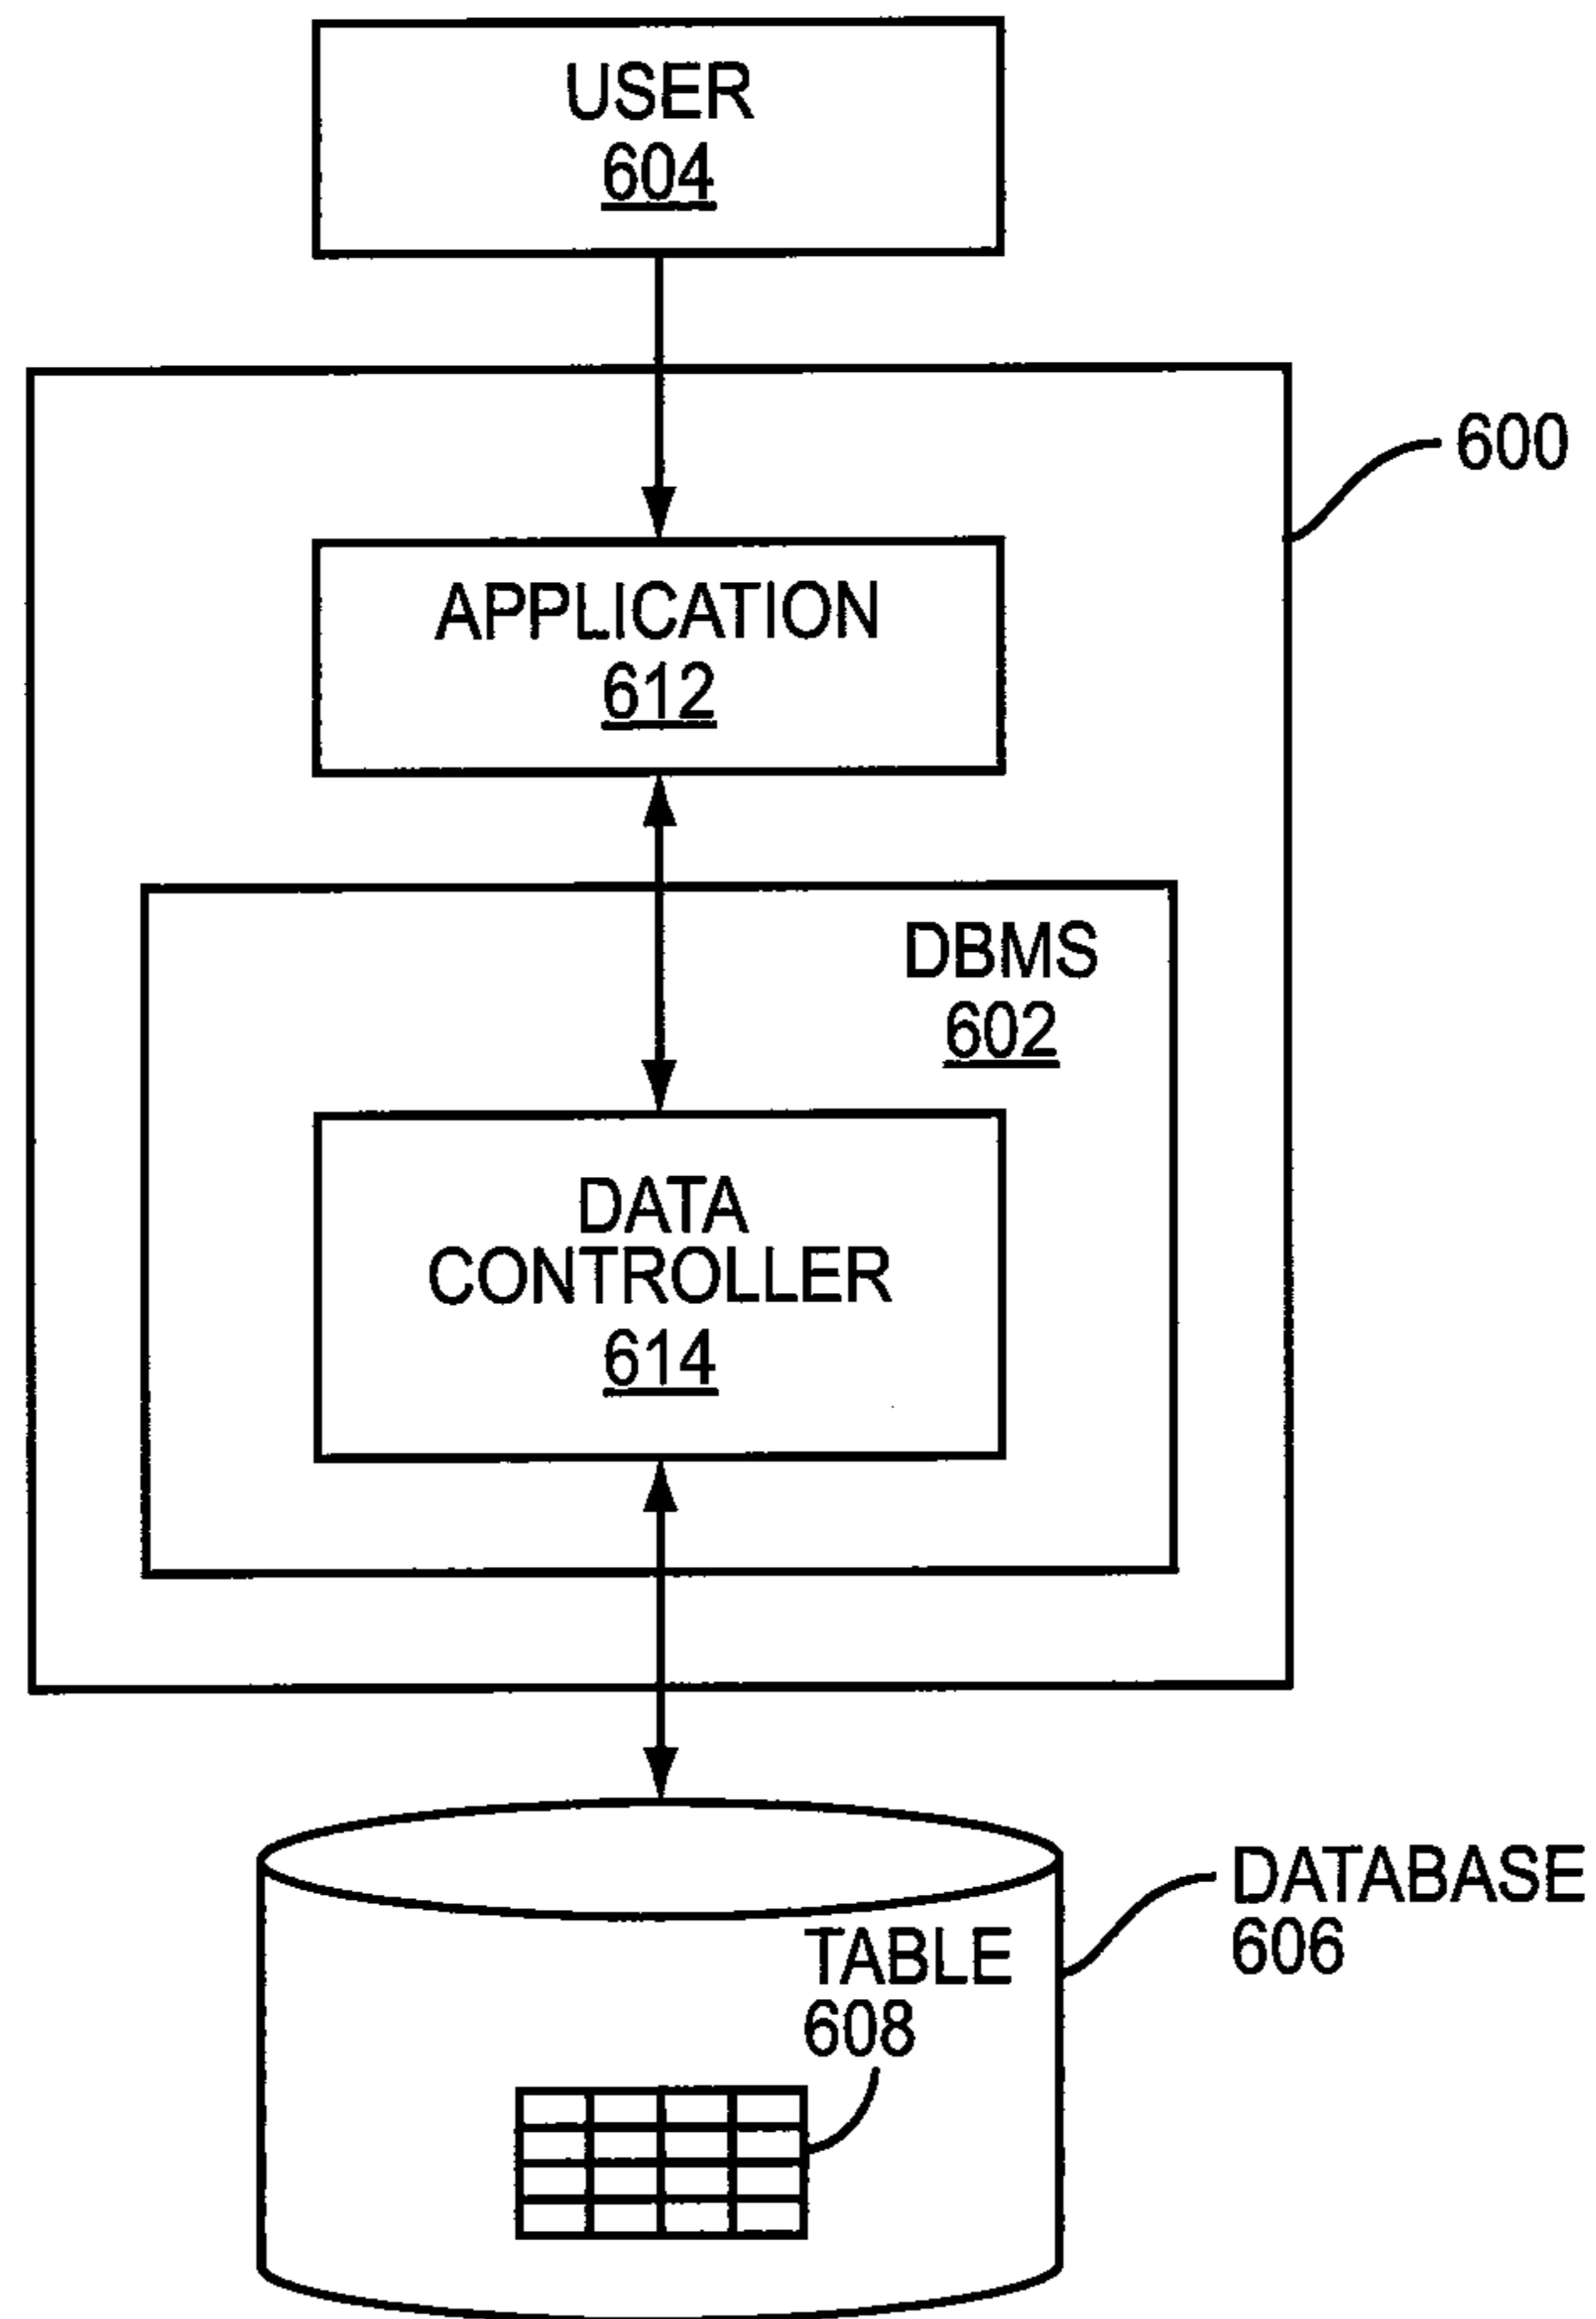 USER
604
600
APPLICATION
612
DBMS
602
DATA
CONTROLLER
614
DATABASE
606
TABLE
608